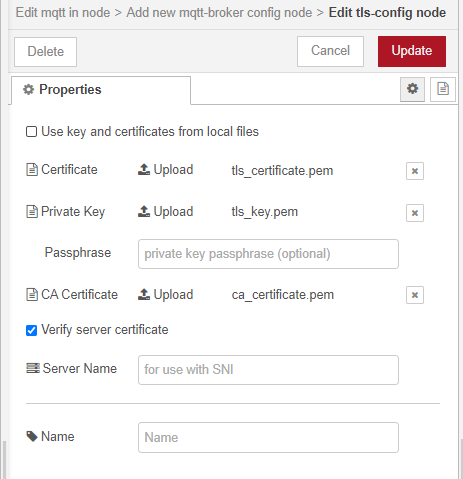 Edit mqtt in node > Add new mqtt-broker config node > Edit tls-config node
Delete Cancel Update
Properties
Use key and certificates from local files
Certificate Upload tls_certificate.pem
Private Key Upload tls_key.pem
Passphrase private key passphrase (optional)
CA Certificate Upload ca_certificate.pem
Verify server certificate
Server Name for use with SNI
Name Name